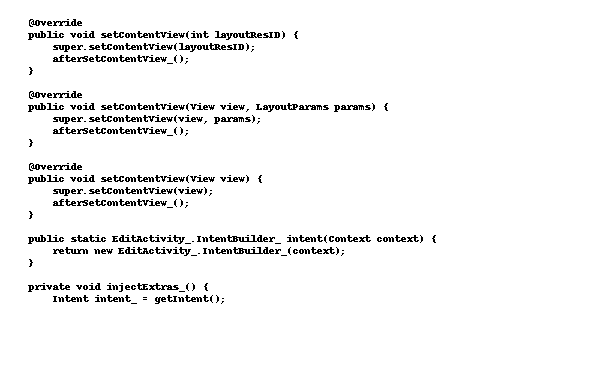 @Override
public void setContentView(int layoutResID) {
super.setContentView(layoutResID);
afterSetContentView_();
}
@Override
public void setContentView(View view, LayoutParams params) {
super.setContentView(view, params);
afterSetContentView_();
}
@Override
public void setContentView(View view) {
super.setContentView(view);
afterSetContentView_();
}
public static EditActivity_.IntentBuilder_ intent(Context context) {
return new EditActivity_.IntentBuilder_(context);
}
private void injectExtras_() {
Intent intent_ = getIntent();